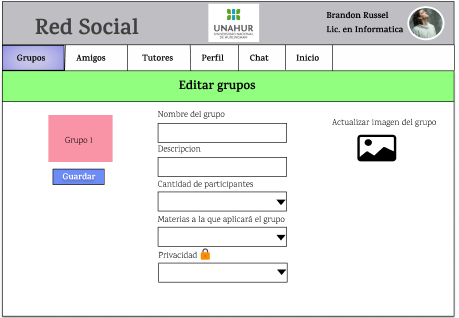 Red Social
UNAHUR
UNIVERSIDAD NACIONAL
DE HURLINGHAM
Brandon Russel
Lic. en Informatica
Grupos
Amigos
Tutores
Perfil
Chat
Inicio
Editar grupos
Grupo 1
Guardar
Nombre del grupo
Descripcion
Cantidad de participantes
Materias a la que aplicará el grupo
Privacidad
Actualizar imagen del grupo